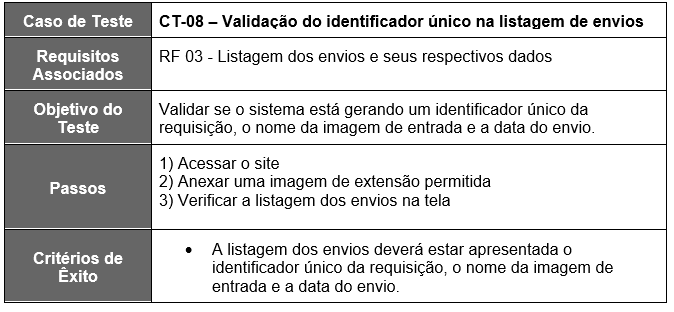 Caso de Teste
CT-08 – Validação do identificador único na listagem de envios
Requisitos
Associados
RF 03 - Listagem dos envios e seus respectivos dados
Objetivo do
Teste
Validar se o sistema está gerando um identificador único da
requisição, o nome da imagem de entrada e a data do envio.
Passos
1) Acessar o site
2) Anexar uma imagem de extensão permitida
3) Verificar a listagem dos envios na tela
Critérios de
Êxito
• A listagem dos envios deverá estar apresentada o
identificador único da requisição, o nome da imagem de
entrada e a data do envio.